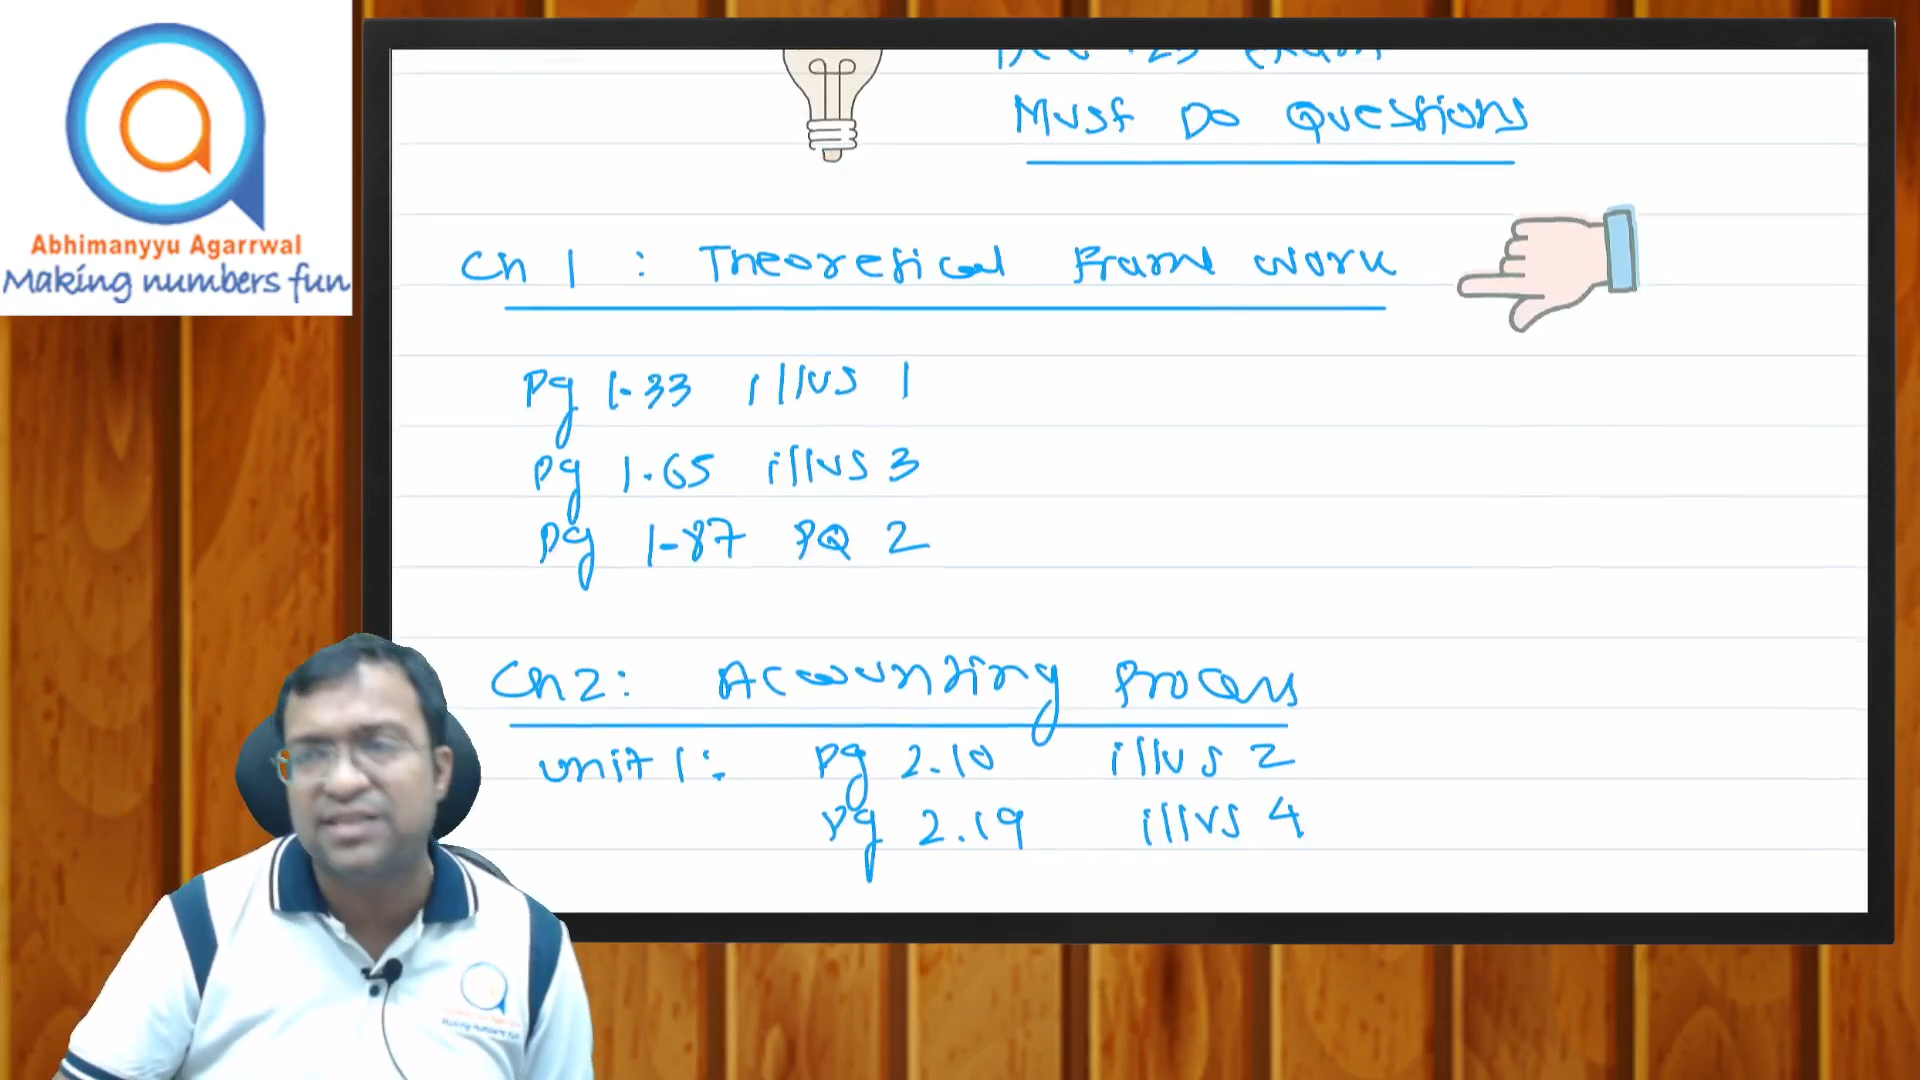 Abhimanyyu Agarrwal
Making numbers fun
Must Do Questions
Ch 1 : Theoretical Frame work
Pg 1.33 illus 1
Pg 1.65 illus 3
Pg 1-87 PQ 2
Ch 2 : Accounting Process
unit 1 : Pg 2.10 illus 2
Pg 2.19 illus 4